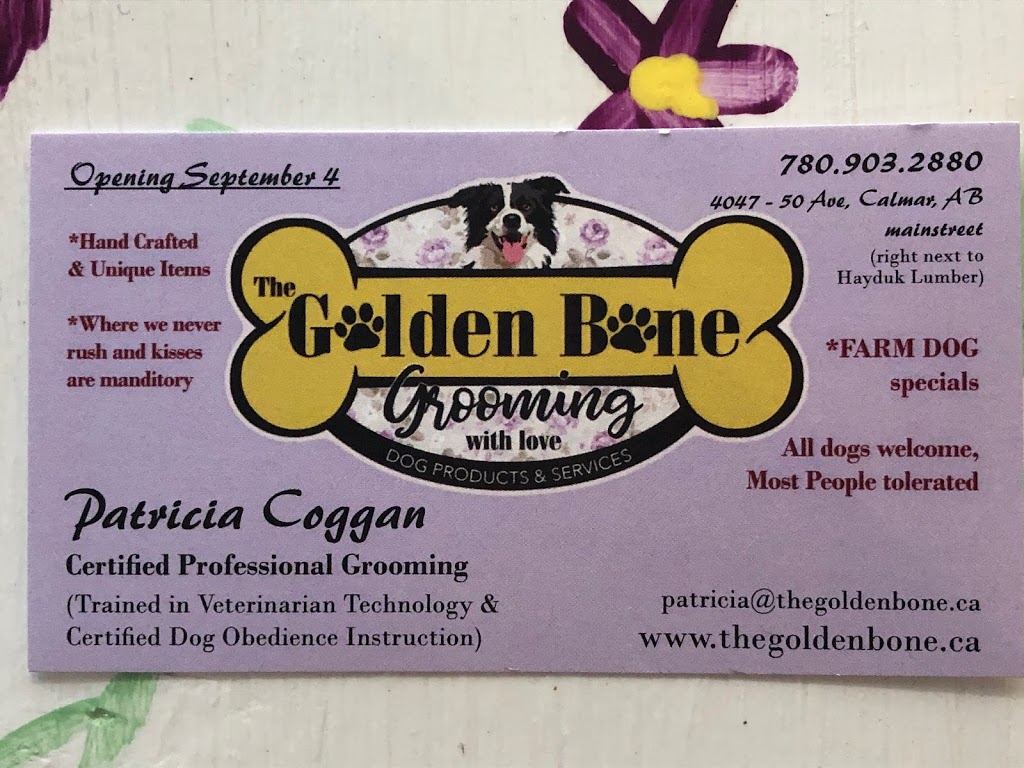 Opening September 4
*Hand Crafted
& Unique Items
*Where we never
rush and kisses
are manditory
780.903.2880
4047 - 50 Ave, Calmar, AB
mainstreet
(right next to
Hayduk Lumber)
*FARM DOG
specials
All dogs welcome,
Most People tolerated
The
Golden Bone
Grooming
with love
DOG PRODUCTS & SERVICES
Patricia Coggan
Certified Professional Grooming
(Trained in Veterinarian Technology &
Certified Dog Obedience Instruction)
patricia@thegoldenbone.ca
www.thegoldenbone.ca